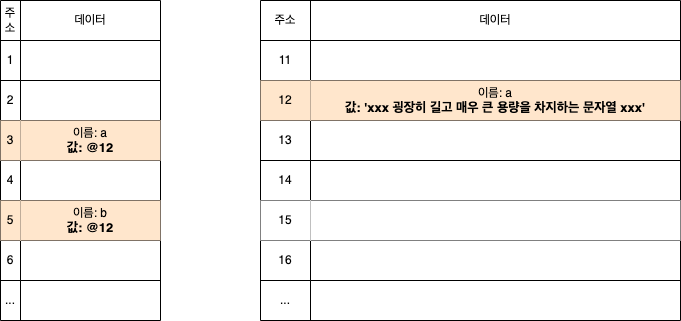 주소 데이터
1
2
3 이름: a
값: @12
4
5 이름: b
값: @12
6
...
주소 데이터
11
12 이름: a
값: 'xxx 굉장히 길고 매우 큰 용량을 차지하는 문자열 xxx'
13
14
15
16
...